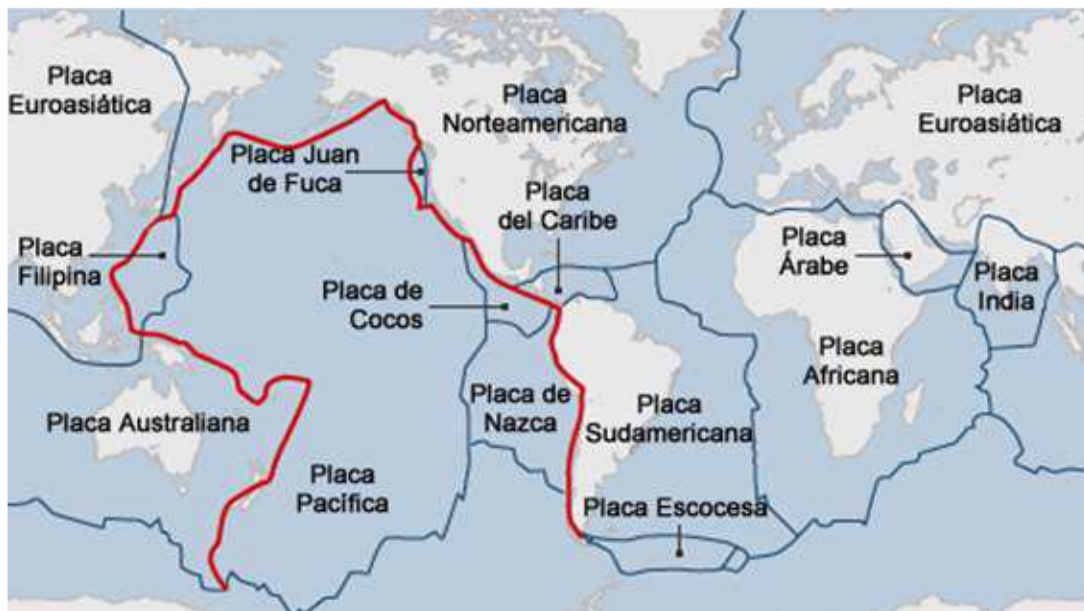 Placa
Euroasiática
Placa
Norteamericana
Placa
Euroasiática
Placa Juan
de Fuca
Placa
del Caribe
Placa
Filipina
Placa
Árabe
Placa
India
Placa de
Cocos
Placa
Africana
Placa Australiana
Placa de
Nazca
Placa
Sudamericana
Placa
Pacífica
Placa Escocesa